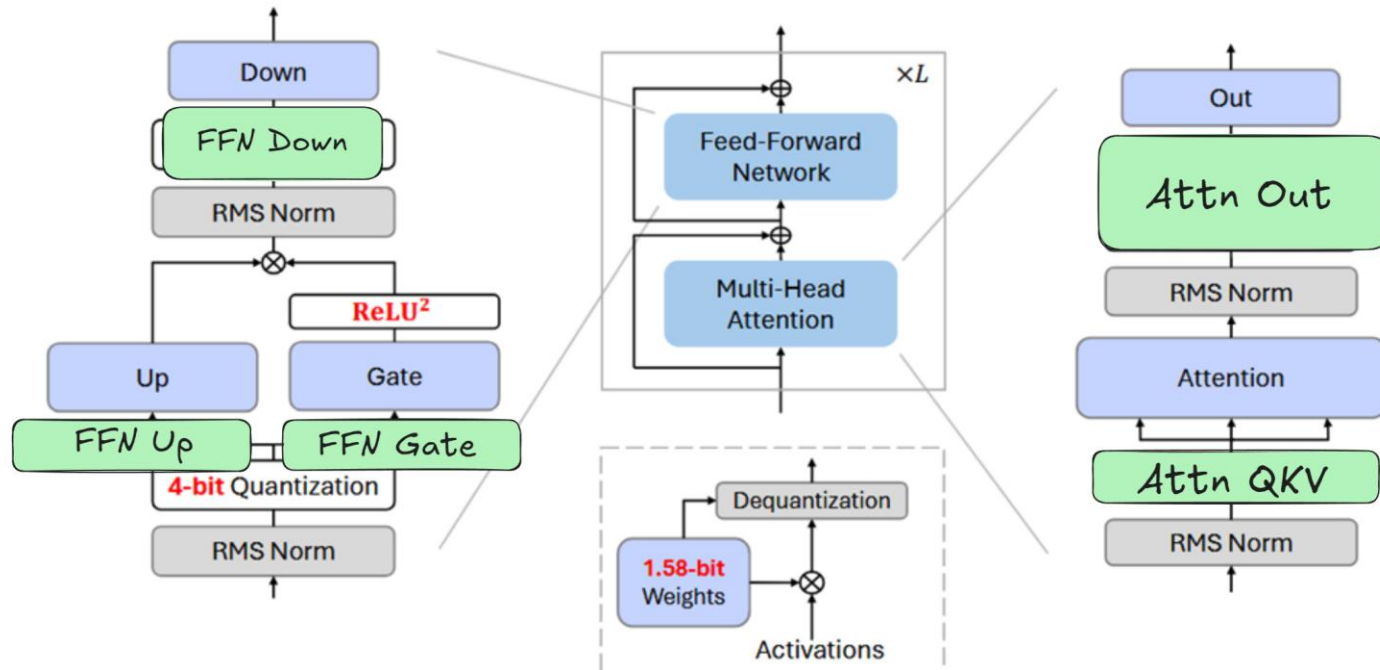 Down
FFN Down
RMS Norm
ReLU²
Up
Gate
FFN Up
FFN Gate
4-bit Quantization
RMS Norm
×L
Feed-Forward
Network
Multi-Head
Attention
Dequantization
1.58-bit
Weights
Activations
Out
Attn Out
RMS Norm
Attention
Attn QKV
RMS Norm